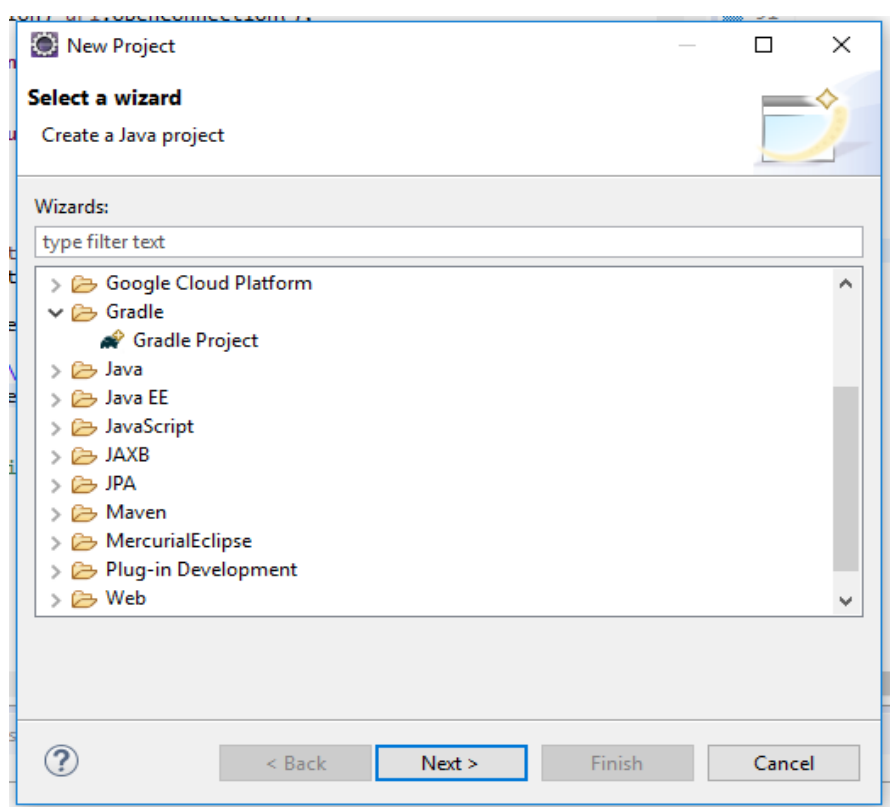 New Project
Select a wizard
Create a Java project
Wizards:
type filter text
Google Cloud Platform
Gradle
Gradle Project
Java
Java EE
JavaScript
JAXB
JPA
Maven
MercurialEclipse
Plug-in Development
Web
< Back
Next >
Finish
Cancel